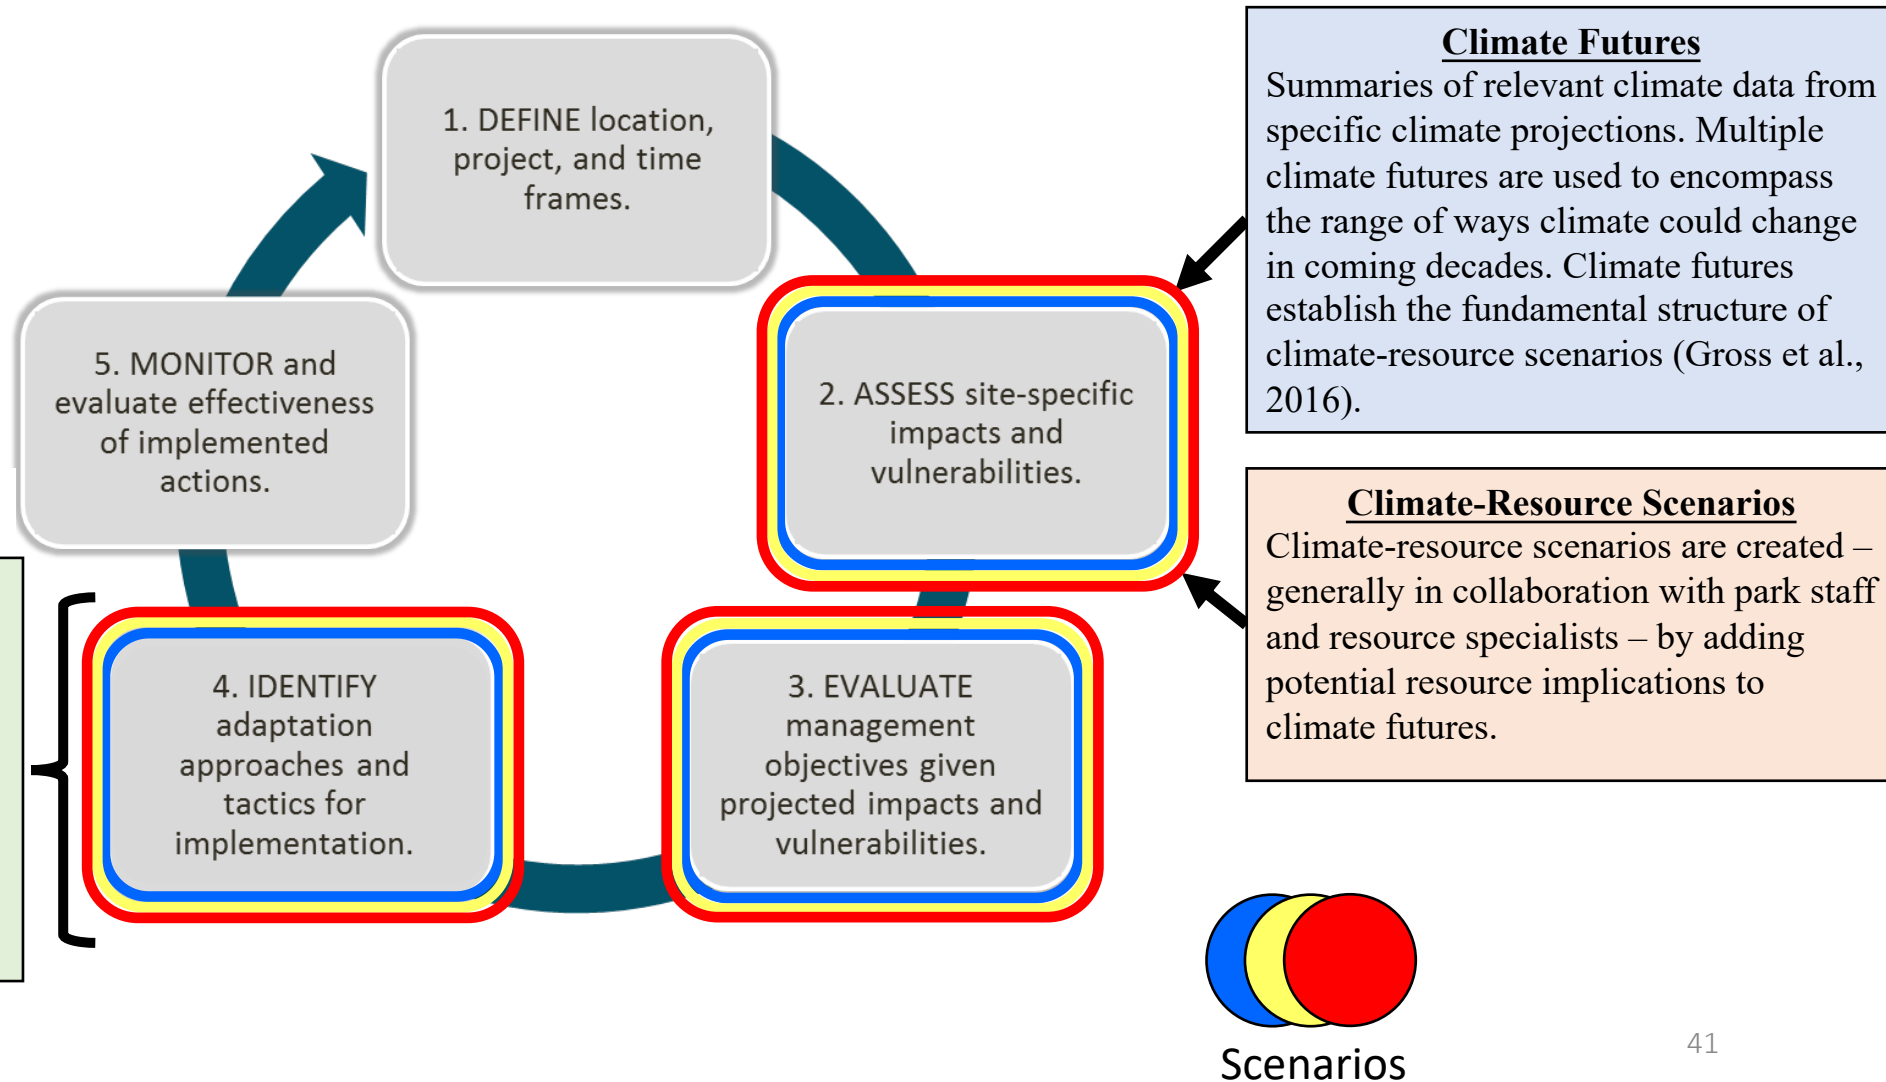 1. DEFINE location,
project, and time
frames.
2. ASSESS site-specific
impacts and
vulnerabilities.
3. EVALUATE
management
objectives given
projected impacts and
vulnerabilities.
4. IDENTIFY
adaptation
approaches and
tactics for
implementation.
5. MONITOR and
evaluate effectiveness
of implemented
actions.
Climate Futures
Summaries of relevant climate data from
specific climate projections. Multiple
climate futures are used to encompass
the range of ways climate could change
in coming decades. Climate futures
establish the fundamental structure of
climate-resource scenarios (Gross et al.,
2016).
Climate-Resource Scenarios
Climate-resource scenarios are created –
generally in collaboration with park staff
and resource specialists – by adding
potential resource implications to
climate futures.
Scenarios
41